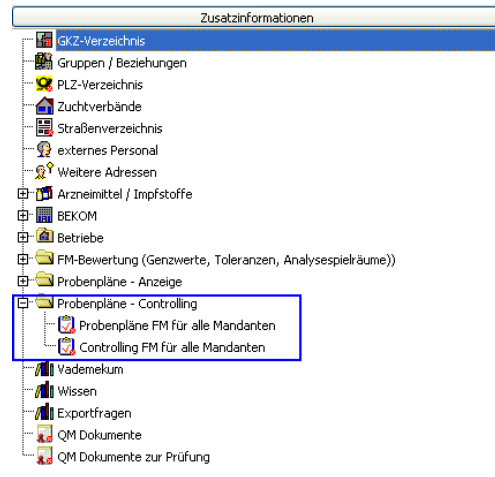 Zusatzinformationen
GKZ-Verzeichnis
Gruppen / Beziehungen
PLZ-Verzeichnis
Zuchtverbände
Straßenverzeichnis
externes Personal
Weitere Adressen
Arzneimittel / Impfstoffe
BEKOM
Betriebe
FM-Bewertung (Genzwerte, Toleranzen, Analysespielräume))
Probenpläne - Anzeige
Probenpläne - Controlling
Probenpläne FM für alle Mandanten
Controlling FM für alle Mandanten
Vademekum
Wissen
Exportfragen
QM Dokumente
QM Dokumente zur Prüfung